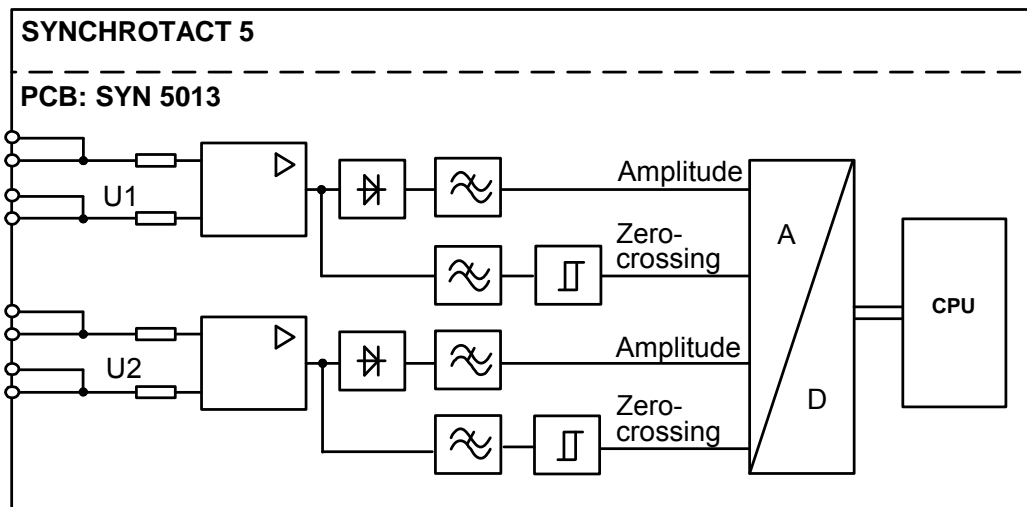 SYNCHROTACT 5
PCB: SYN 5013
U1
Amplitude
Zero-
crossing
A
CPU
U2
Amplitude
D
Zero-
crossing